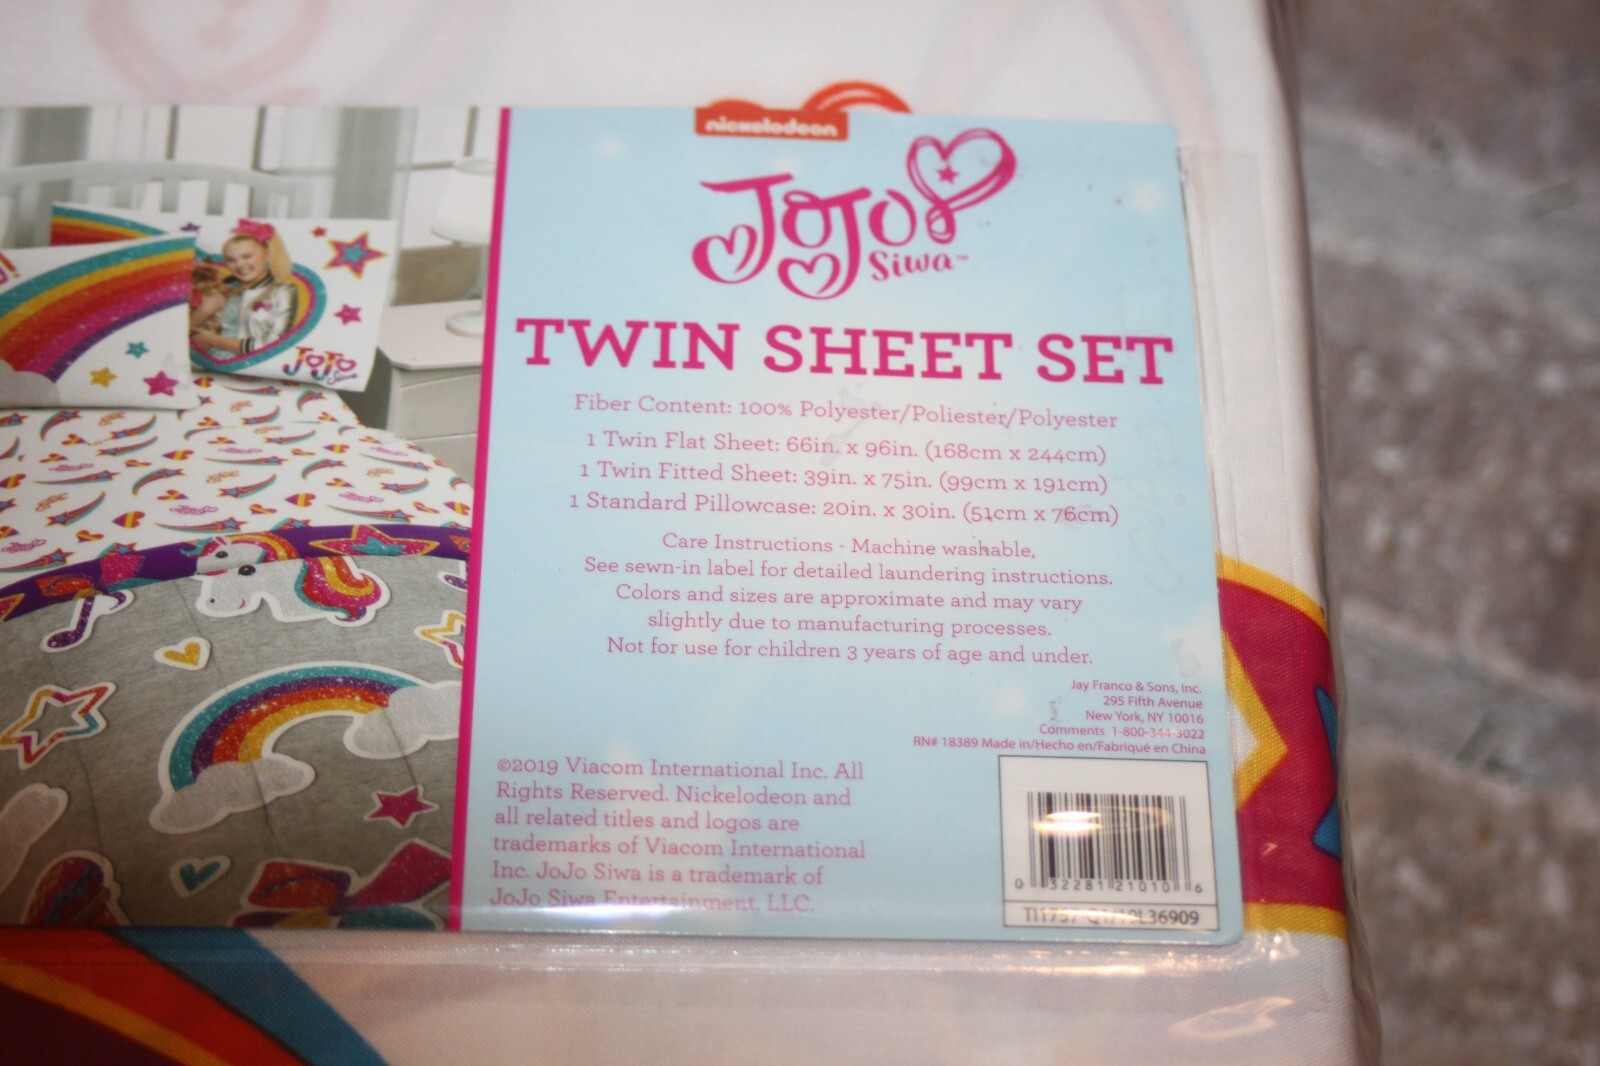 nickelodeon
JoJo
Siwa™
TWIN SHEET SET
Fiber Content: 100% Polyester/Poliester/Polyester
1 Twin Flat Sheet: 66in. x 96in. (168cm x 244cm)
1 Twin Fitted Sheet: 39in. x 75in. (99cm x 191cm)
1 Standard Pillowcase: 20in. x 30in. (51cm x 76cm)
Care Instructions - Machine washable,
See sewn-in label for detailed laundering instructions.
Colors and sizes are approximate and may vary
slightly due to manufacturing processes.
Not for use for children 3 years of age and under.
Jay Franco & Sons, Inc.
295 Fifth Avenue
New York, NY 10016
Comments 1-800-344-3022
RN# 18389 Made in/Hecho en/Fabriqué en China
©2019 Viacom International Inc. All
Rights Reserved. Nickelodeon and
all related titles and logos are
trademarks of Viacom International
Inc. JoJo Siwa is a trademark of
JoJo Siwa Entertainment, LLC.
0 32281 21010 6
JoJo
Siwa